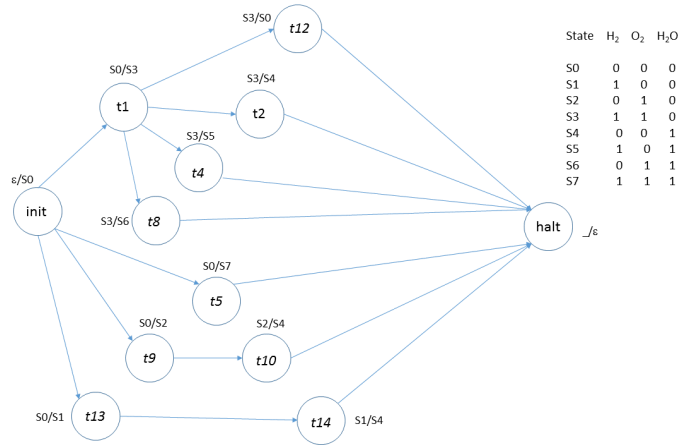 S3/S0
t12
State H₂ O₂ H₂O
S0 0 0 0
S1 1 0 0
S2 0 1 0
S3 1 1 0
S4 0 0 1
S5 1 0 1
S6 0 1 1
S7 1 1 1
S0/S3
t1
S3/S4
t2
S3/S5
t4
ε/S0
init
S3/S6
t8
halt
_/ε
S0/S7
t5
S0/S2
t9
S2/S4
t10
S0/S1
t13
t14
S1/S4